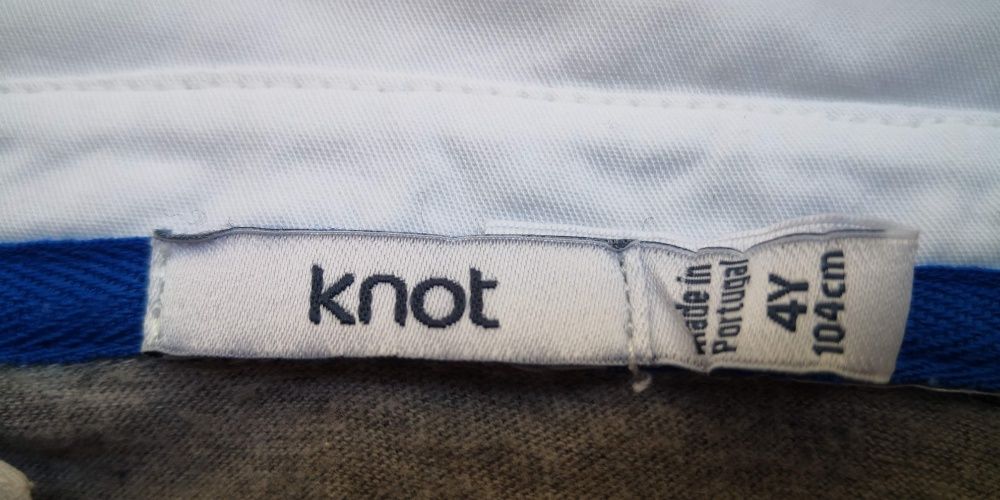 knot
made in
Portugal
4Y
104cm